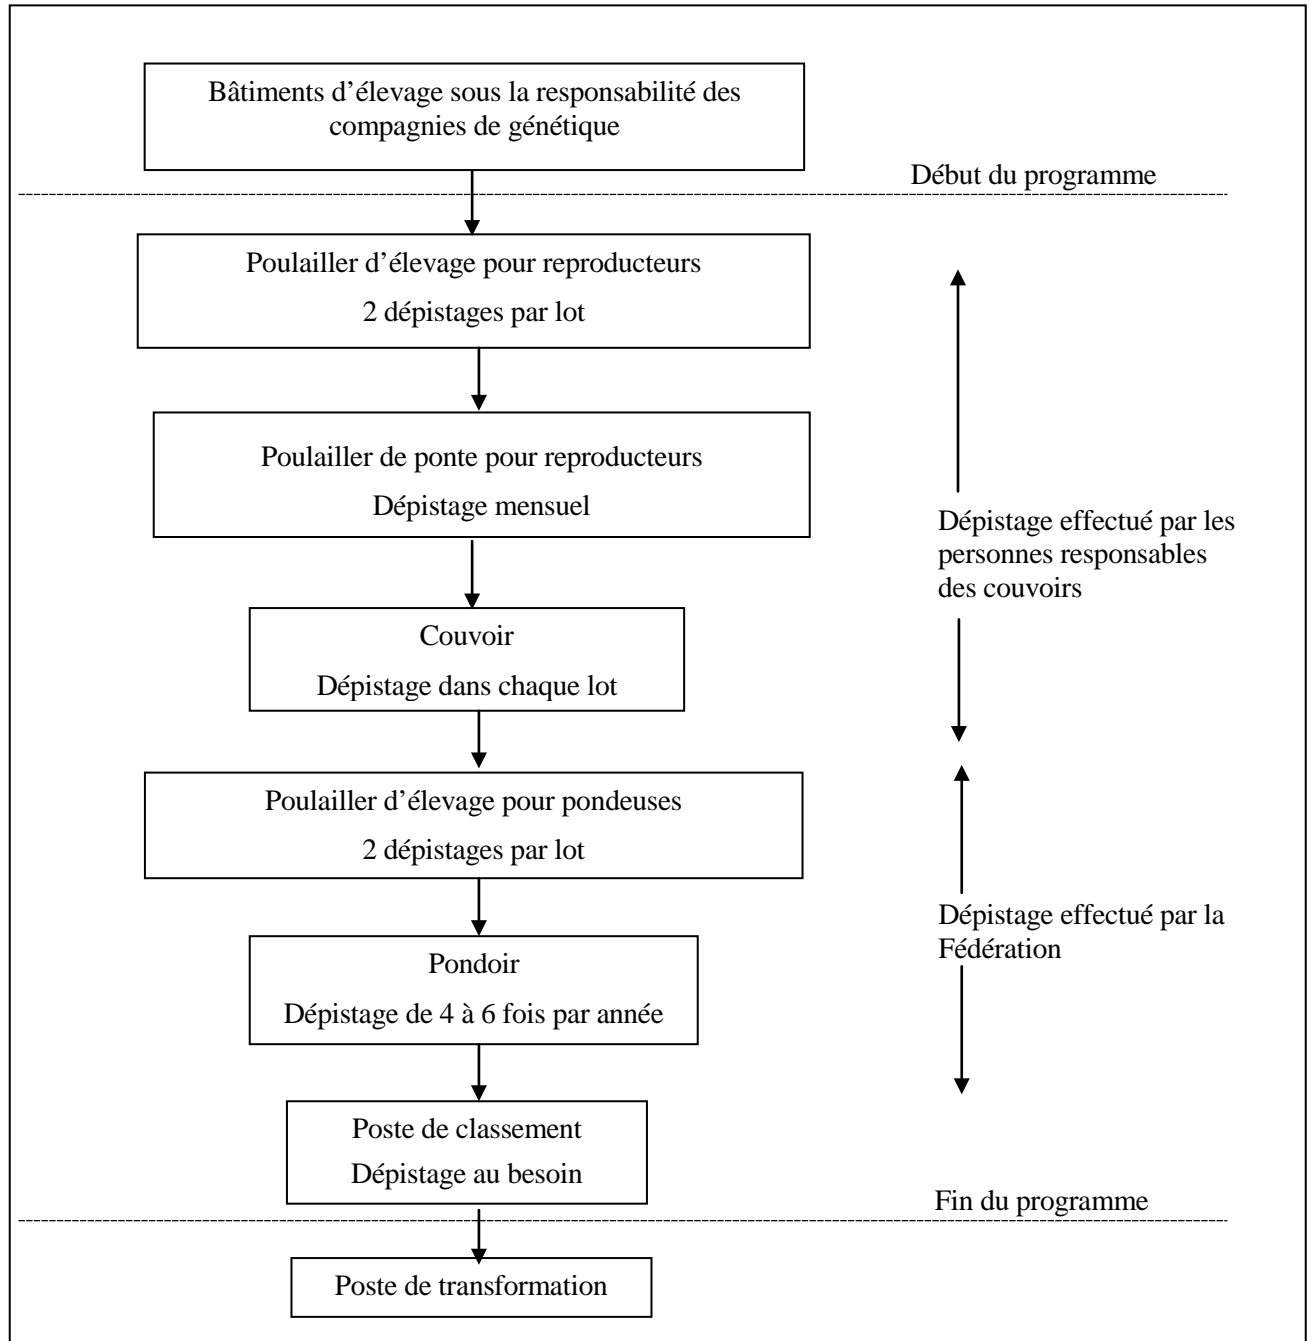 Bâtiments d’élevage sous la responsabilité des
compagnies de génétique
Début du programme
Poulailler d’élevage pour reproducteurs
2 dépistages par lot
Poulailler de ponte pour reproducteurs
Dépistage mensuel
Dépistage effectué par les
personnes responsables
des couvoirs
Couvoir
Dépistage dans chaque lot
Poulailler d’élevage pour pondeuses
2 dépistages par lot
Dépistage effectué par la
Fédération
Pondoir
Dépistage de 4 à 6 fois par année
Poste de classement
Dépistage au besoin
Fin du programme
Poste de transformation